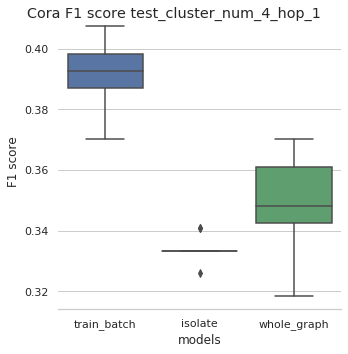 Cora F1 score test_cluster_num_4_hop_1
0.40
0.38
0.36
0.34
0.32
F1 score
train_batch isolate whole_graph
models